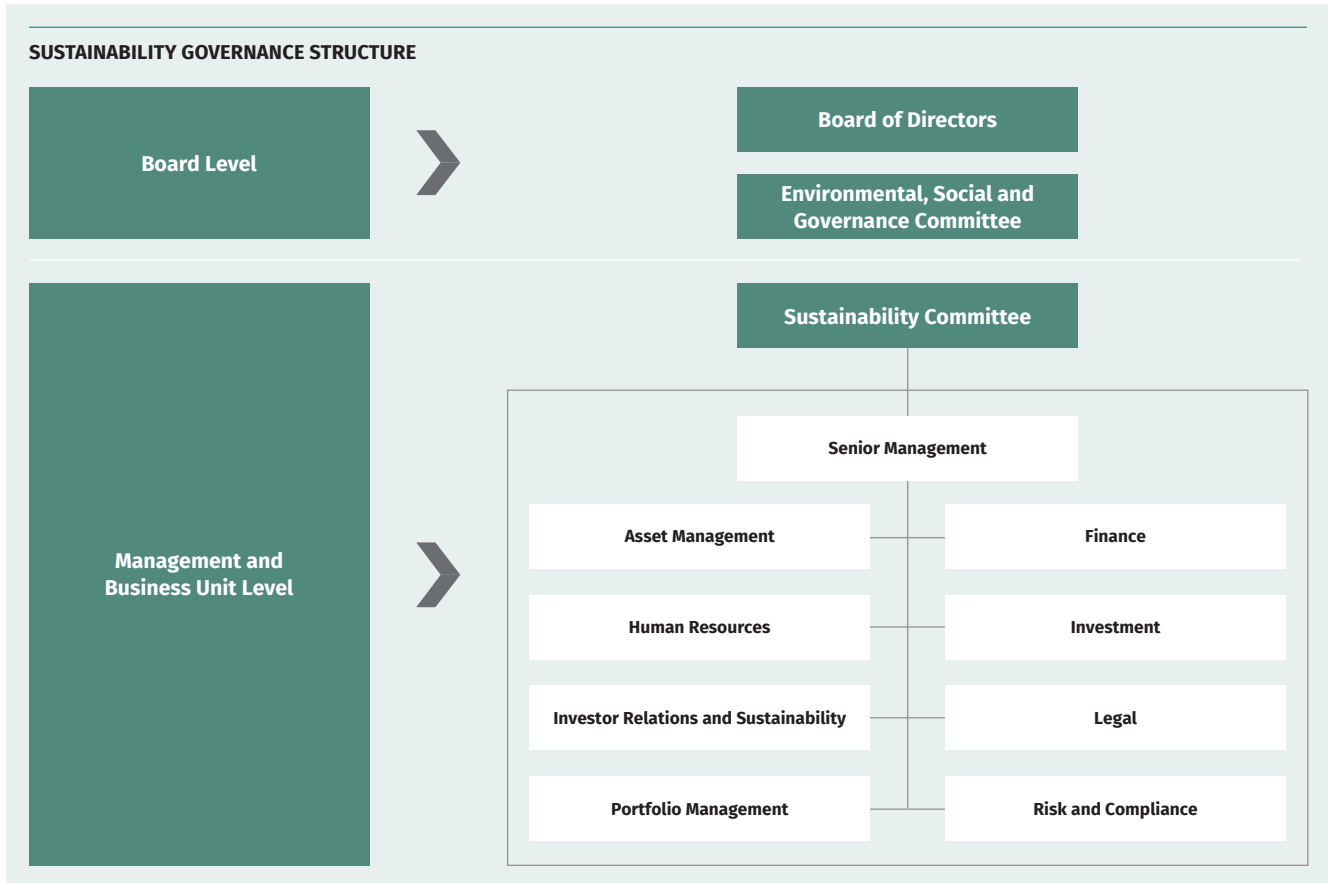 SUSTAINABILITY GOVERNANCE STRUCTURE
Board Level
Board of Directors
Environmental, Social and
Governance Committee
Management and
Business Unit Level
Sustainability Committee
Senior Management
Asset Management
Finance
Human Resources
Investment
Investor Relations and Sustainability
Legal
Portfolio Management
Risk and Compliance